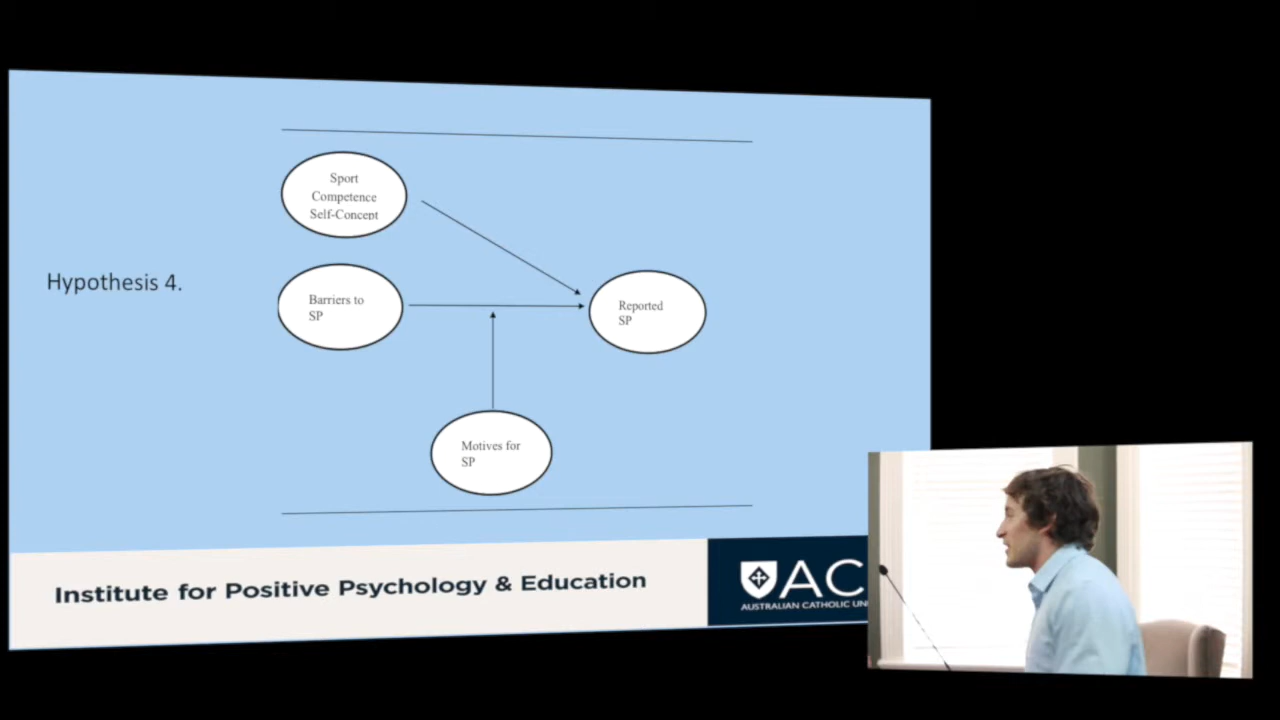 Sport
Competence
Self-Concept
Hypothesis 4.
Barriers to
SP
Reported
SP
Motives for
SP
Institute for Positive Psychology & Education
AC
AUSTRALIAN CATHOLIC UN